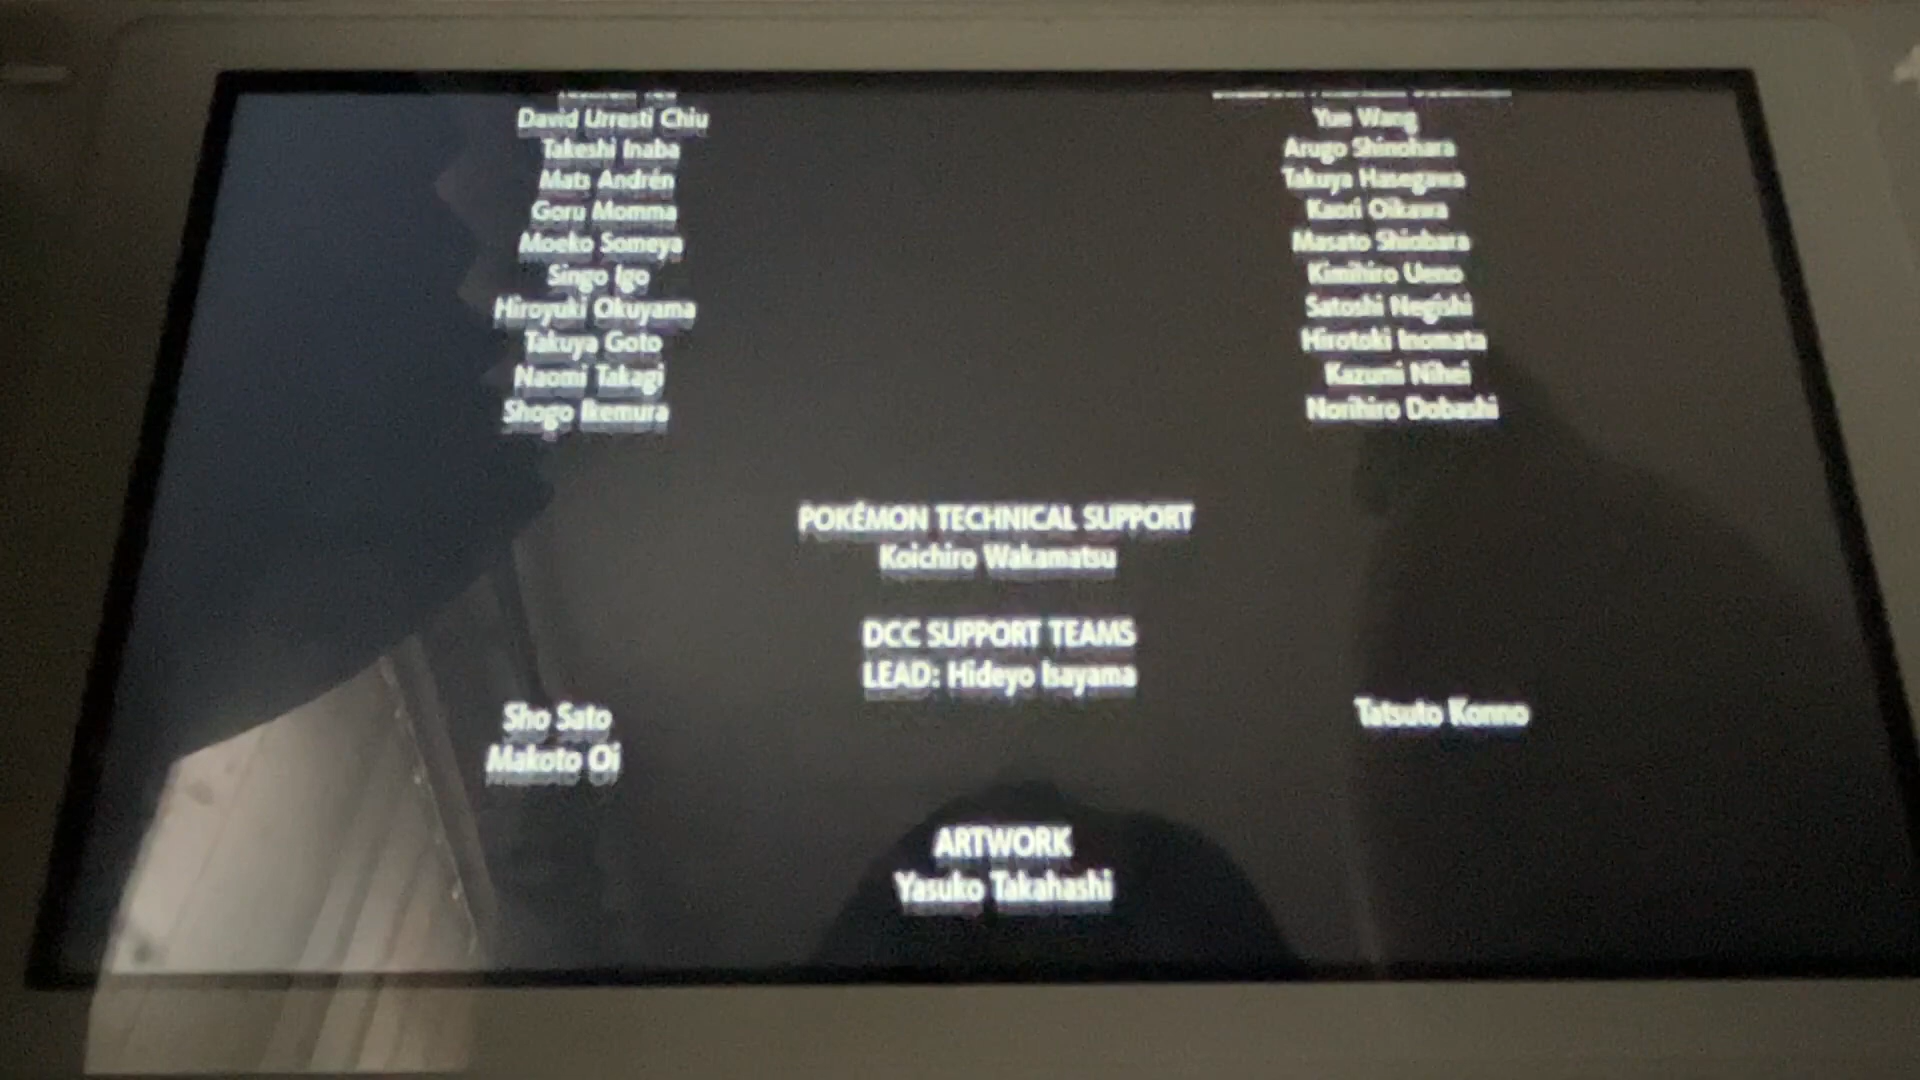 David Urresti Chiu
Yue Wang
Takeshi Inaba
Arugo Shinohara
Mats Andrén
Takuya Hasegawa
Goru Momma
Kaori Oikawa
Moeko Someya
Masato Shiobara
Singo Igo
Kimihiro Ueno
Hiroyuki Okuyama
Satoshi Negishi
Takuya Goto
Hirotoki Inomata
Naomi Takagi
Kazumi Nihei
Shogo Ikemura
Norihiro Dobashi
POKÉMON TECHNICAL SUPPORT
Koichiro Wakamatsu
DCC SUPPORT TEAMS
LEAD: Hideyo Isayama
Sho Sato
Tatsuto Konno
Makoto Oi
ARTWORK
Yasuko Takahashi